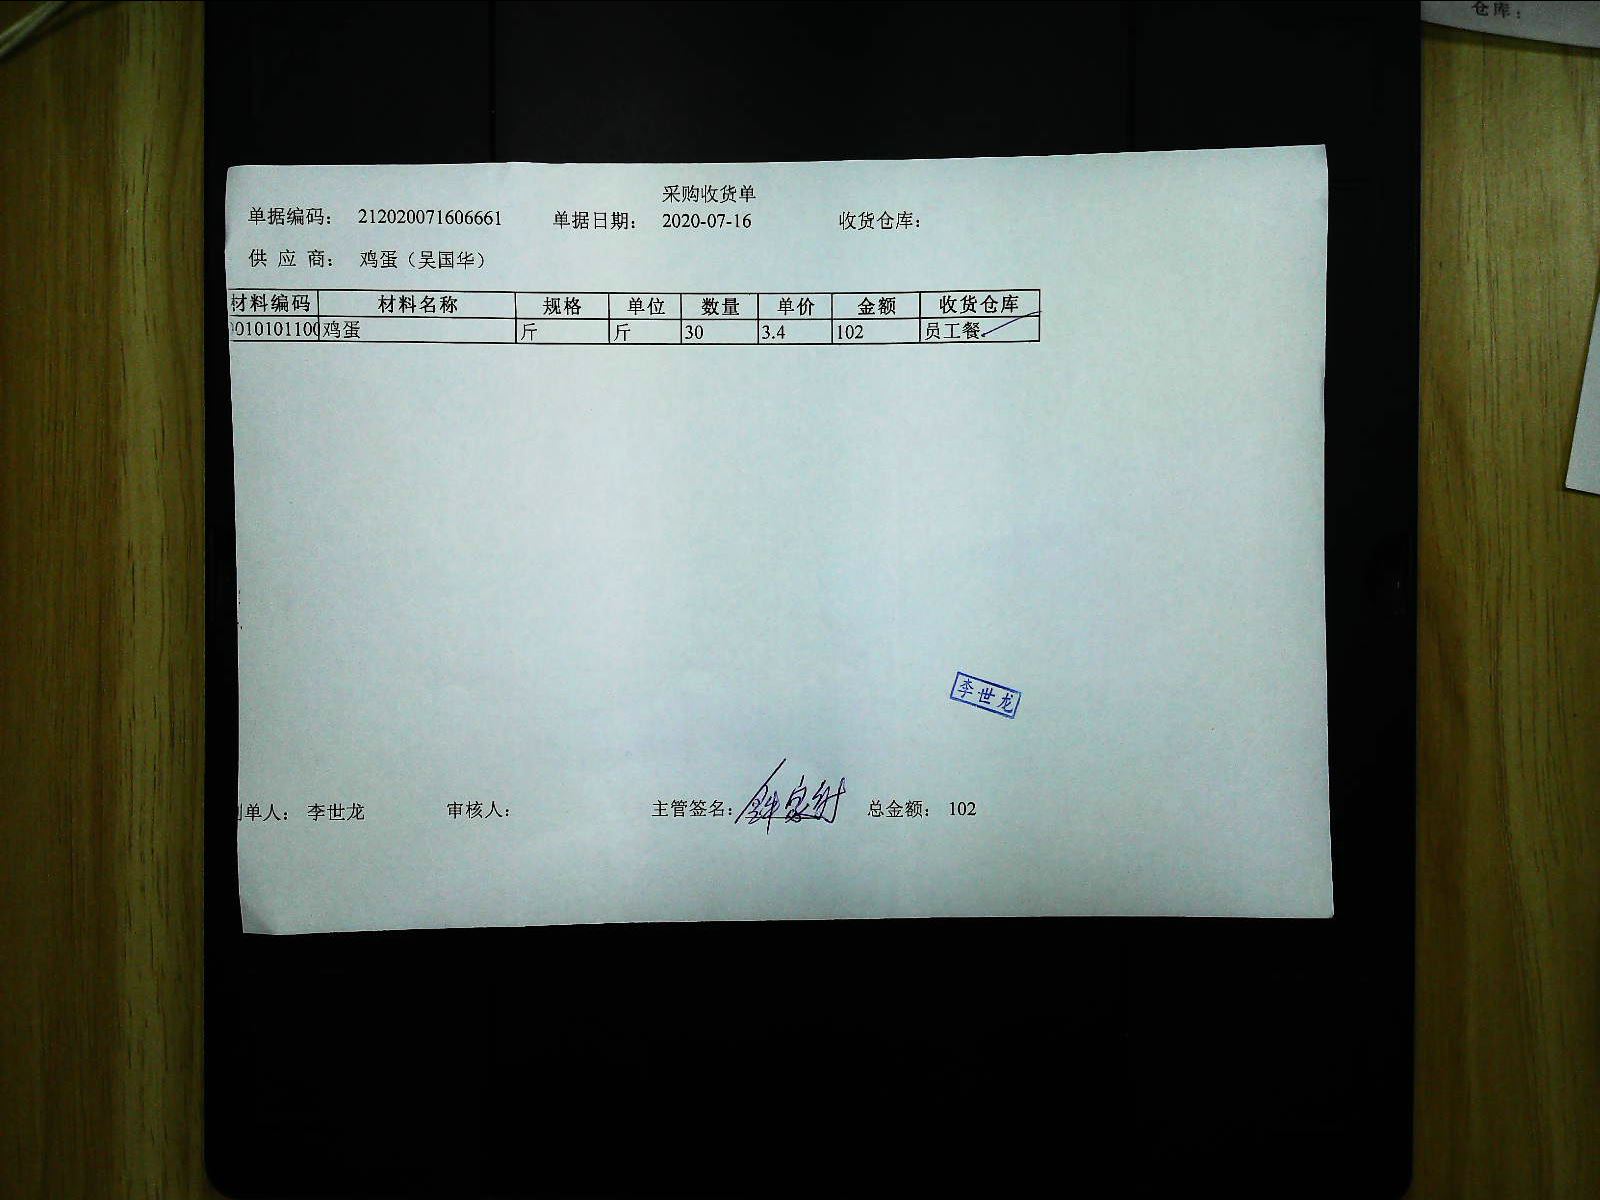 仓库：
采购收货单
单据编码： 212020071606661 单据日期： 2020-07-16 收货仓库：
供 应 商： 鸡蛋（吴国华）
材料编码 材料名称 规格 单位 数量 单价 金额 收货仓库
010101100 鸡蛋 斤 斤 30 3.4 102 员工餐
李世龙
制单人： 李世龙 审核人： 主管签名： 总金额： 102